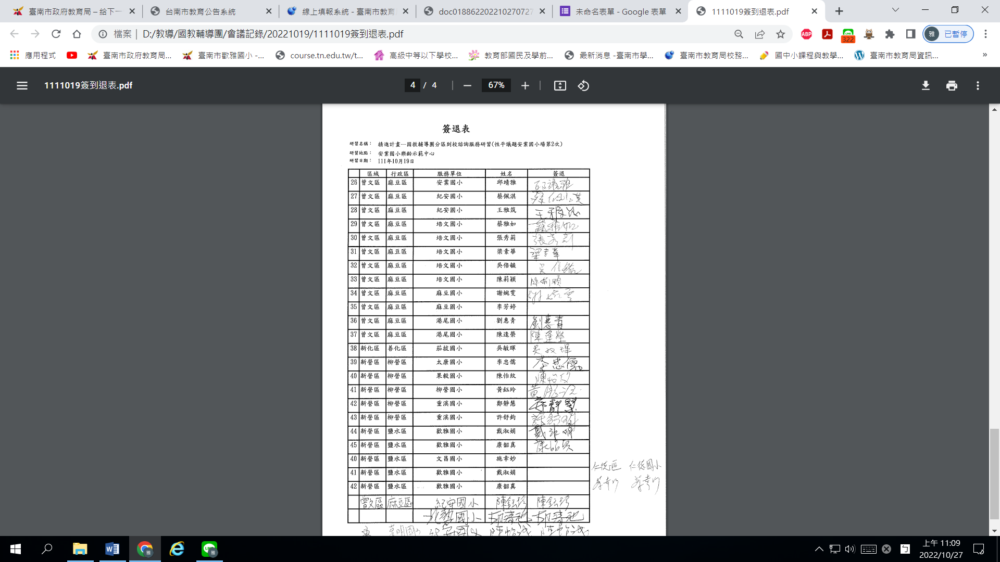 臺南市政府教育局 – 給下一
台南市教育公告系統
線上填報系統 - 臺南市教育
doc018862202210270727
未命名表單 - Google 表單
1111019簽到退表.pdf
檔案 D:/教導/國教輔導團/會議記錄/20221019/1111019簽到退表.pdf
ABP
322
雅 已暫停
應用程式
臺南市政府教育局...
臺南市歡雅國小 -...
course.tn.edu.tw/t...
高級中等以下學校...
教育部國民及學前...
最新消息 -臺南市學...
臺南市教育局校務...
國中小課程與教學...
臺南市教育局資訊...
»
1111019簽到退表.pdf 4 / 4 67%
簽退表
研習名稱： 精進計畫—國教輔導團分區到校諮詢服務研習(性平議題安業國小場第2次)
研習地點： 安業國小樂齡示範中心
研習日期： 111年10月19日
區域 行政區 服務單位 姓名 簽退
26 曾文區 麻豆區 安業國小 邱靖雅 邱靖雅
27 曾文區 麻豆區 紀安國小 蔡佩淇 蔡佩淇
28 曾文區 麻豆區 紀安國小 王雅筑 王雅筑
29 曾文區 麻豆區 培文國小 蔡雅如 蔡雅如
30 曾文區 麻豆區 培文國小 張秀莉 張秀莉
31 曾文區 麻豆區 培文國小 梁素華 梁素華
32 曾文區 麻豆區 培文國小 吳倍毓 吳倍毓
33 曾文區 麻豆區 培文國小 陳莉穎 陳莉穎
34 曾文區 麻豆區 麻豆國小 謝婉雯 謝婉雯
35 曾文區 麻豆區 麻豆國小 李芳婷
36 曾文區 麻豆區 港尾國小 劉惠青 劉惠青
37 曾文區 麻豆區 港尾國小 陳逢榮 陳逢榮
38 新化區 善化區 茄拔國小 吳敏琿 吳敏琿
39 新營區 柳營區 太康國小 李忠儒 李忠儒
40 新營區 柳營區 果毅國小 陳怡紋 陳怡紋
41 新營區 柳營區 柳營國小 黃鈺玲 黃鈺玲
42 新營區 柳營區 重溪國小 鄭靜慧 鄭靜慧
43 新營區 柳營區 重溪國小 許舒鈞 許舒鈞
44 新營區 鹽水區 歡雅國小 戴淑娟 戴淑娟
45 新營區 鹽水區 歡雅國小 康韶真 康韶真
40 新營區 鹽水區 文昌國小 施幸妙
仁德區 仁德國小
41 新營區 鹽水區 歡雅國小 戴淑娟
42 新營區 鹽水區 歡雅國小 康韶真
曾文區 麻豆區 紀安國小 陳鈺珍 陳鈺珍
北勢國小
上午 11:09
2022/10/27